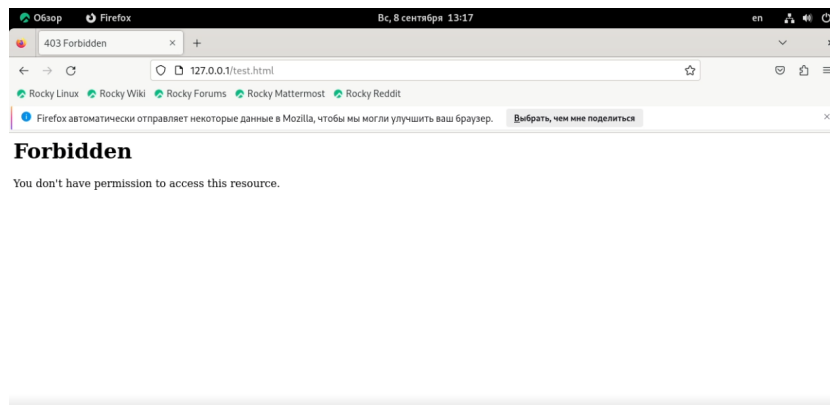 Обзор Firefox Вс, 8 сентября 13:17 en
403 Forbidden
127.0.0.1/test.html
Rocky Linux Rocky Wiki Rocky Forums Rocky Mattermost Rocky Reddit
Firefox автоматически отправляет некоторые данные в Mozilla, чтобы мы могли улучшить ваш браузер. Выбрать, чем мне поделиться
Forbidden
You don't have permission to access this resource.